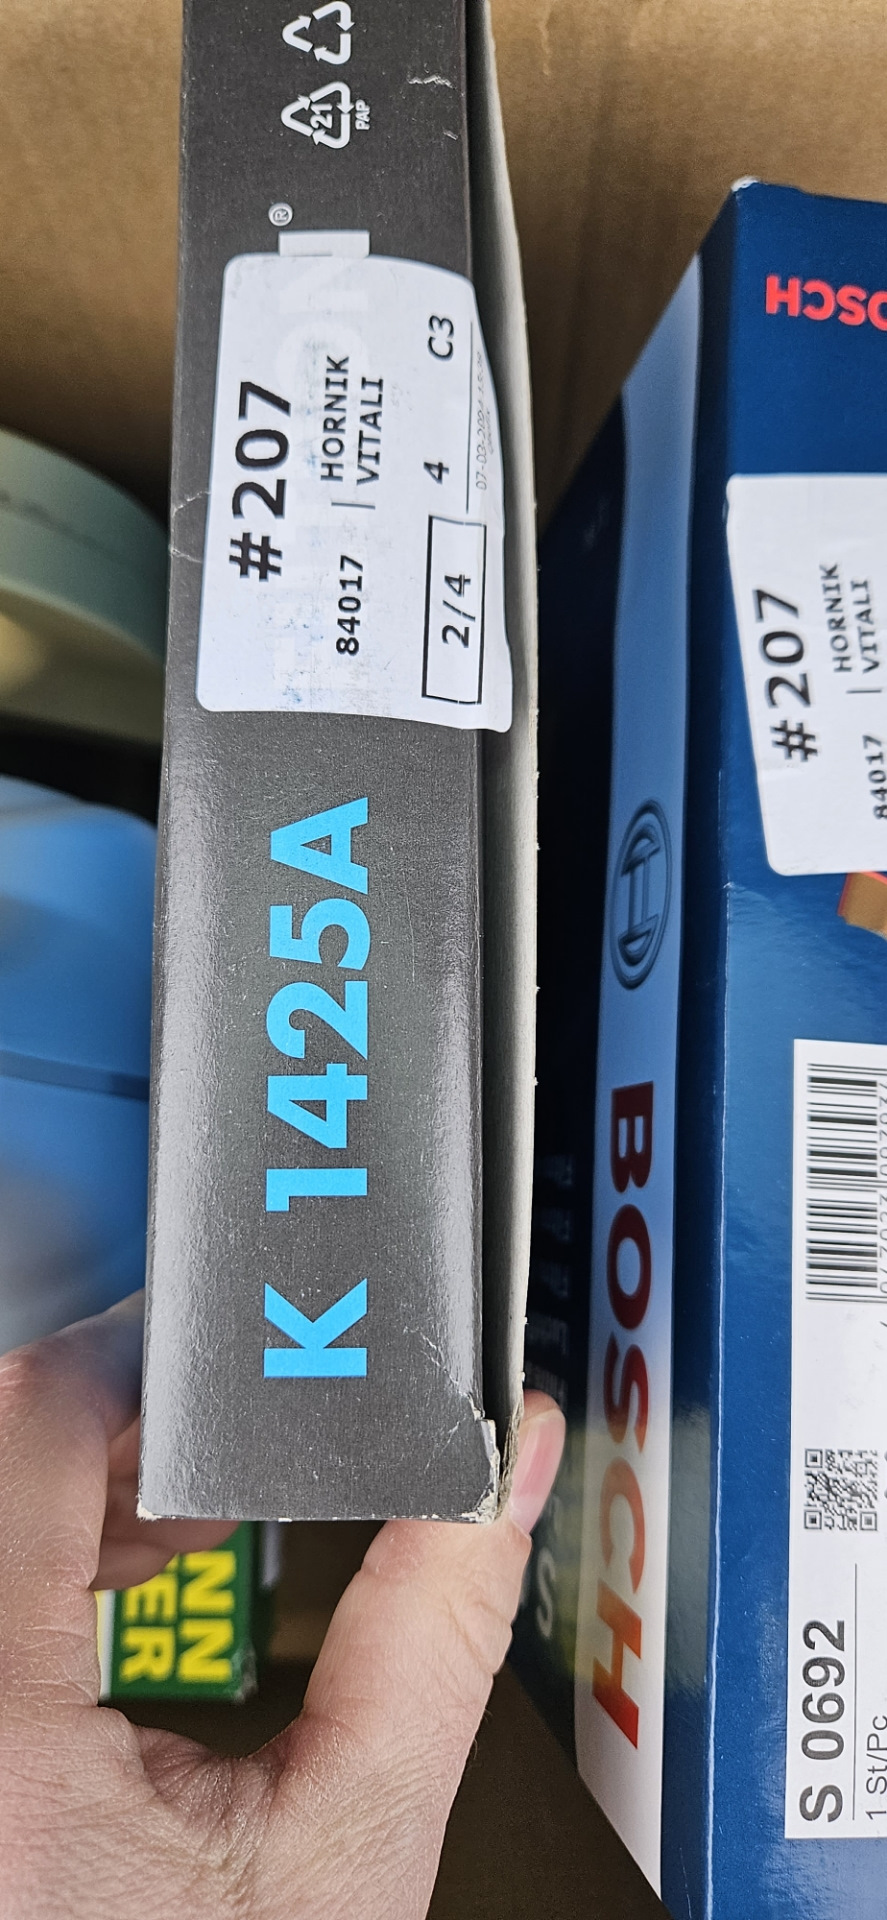 21
PAP
®
#207
84017 | HORNIK
VITALI
2/4 4 C3
K 1425A
BOSCH
#207
84017 | HORNIK
VITALI
BOSCH
S 0692
1 St/Pc
NN
ER